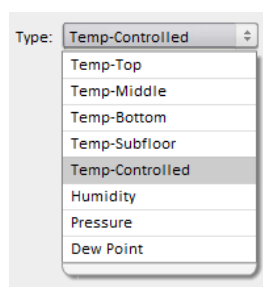 Type: Temp-Controlled
Temp-Top
Temp-Middle
Temp-Bottom
Temp-Subfloor
Temp-Controlled
Humidity
Pressure
Dew Point